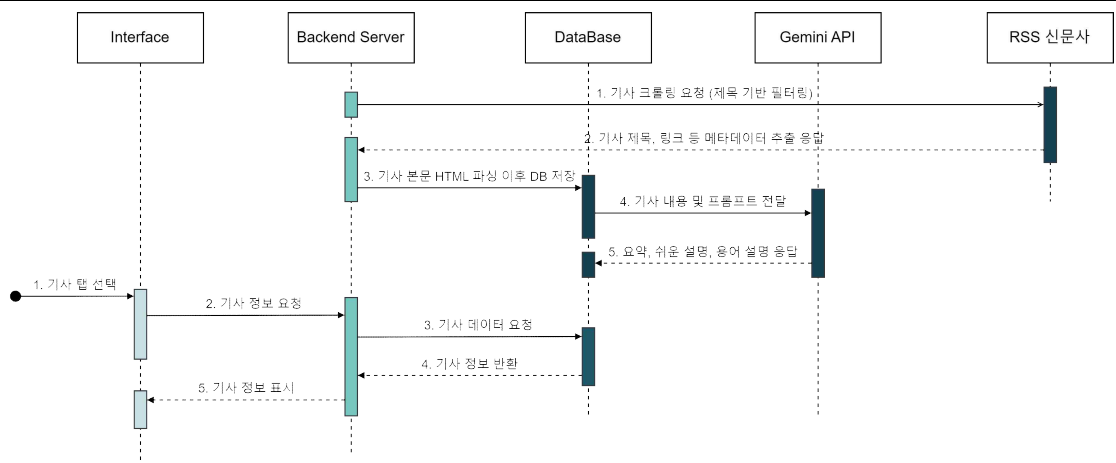 Interface
Backend Server
DataBase
Gemini API
RSS 신문사
1. 기사 크롤링 요청 (제목 기반 필터링)
2. 기사 제목, 링크 등 메타데이터 추출 응답
3. 기사 본문 HTML 파싱 이후 DB 저장
4. 기사 내용 및 프롬프트 전달
5. 요약, 쉬운 설명, 용어 설명 응답
1. 기사 탭 선택
2. 기사 정보 요청
3. 기사 데이터 요청
4. 기사 정보 반환
5. 기사 정보 표시